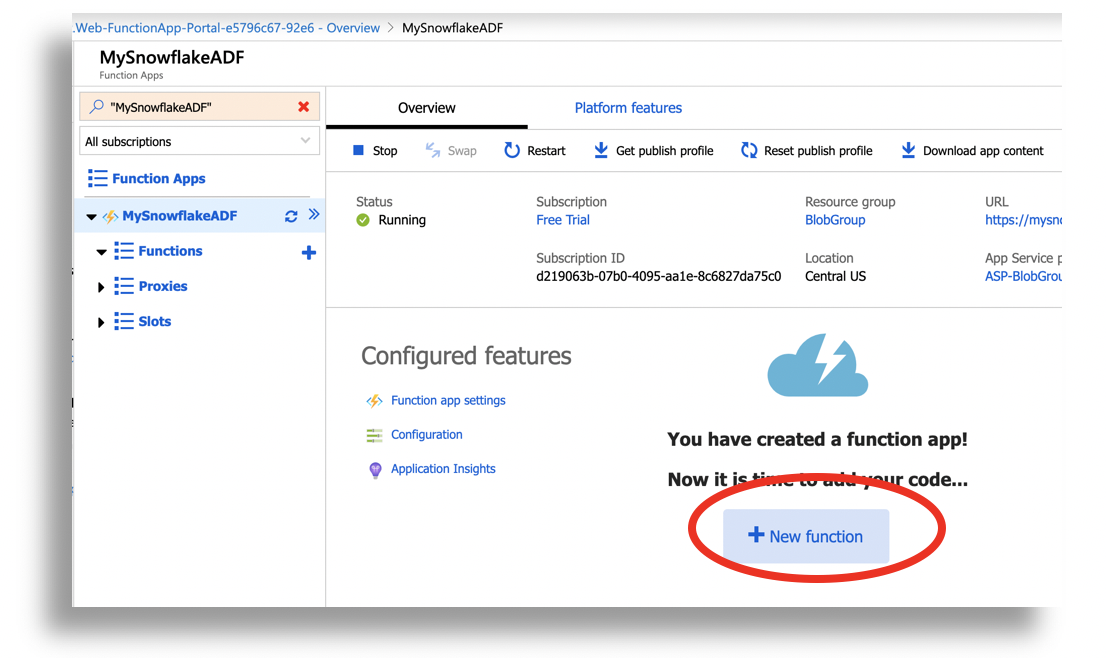 .Web-FunctionApp-Portal-e5796c67-92e6 - Overview > MySnowflakeADF
MySnowflakeADF
Function Apps
"MySnowflakeADF"
All subscriptions
Function Apps
MySnowflakeADF
Functions
Proxies
Slots
Overview Platform features
Stop Swap Restart Get publish profile Reset publish profile Download app content
Status Subscription Resource group URL
Running Free Trial BlobGroup https://mysno
Subscription ID Location App Service p
d219063b-07b0-4095-aa1e-8c6827da75c0 Central US ASP-BlobGrou
Configured features
Function app settings
Configuration
Application Insights
You have created a function app!
Now it is time to add your code...
New function